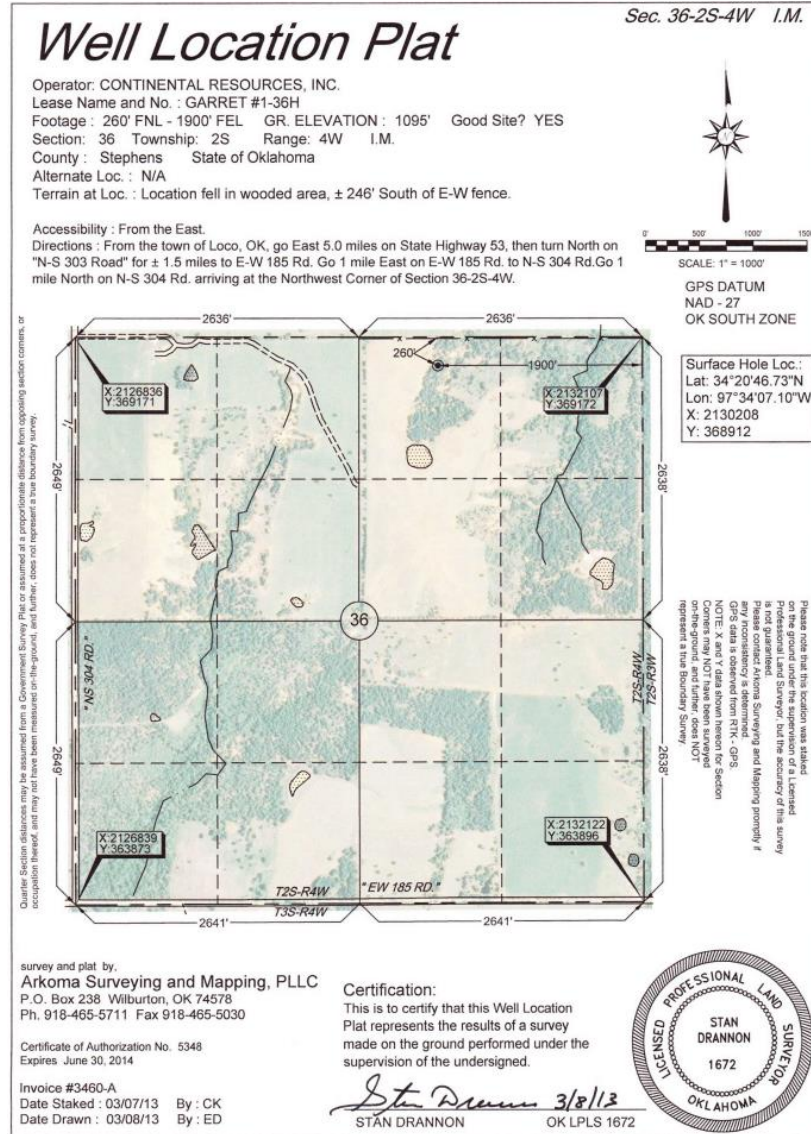 Sec. 36-2S-4W I.M.
Well Location Plat
Operator: CONTINENTAL RESOURCES, INC.
Lease Name and No. : GARRET #1-36H
Footage : 260' FNL - 1900' FEL GR. ELEVATION : 1095' Good Site? YES
Section: 36 Township: 2S Range: 4W I.M.
County : Stephens State of Oklahoma
Alternate Loc. : N/A
Terrain at Loc. : Location fell in wooded area, ± 246' South of E-W fence.
Accessibility : From the East.
Directions : From the town of Loco, OK, go East 5.0 miles on State Highway 53, then turn North on
"N-S 303 Road" for ± 1.5 miles to E-W 185 Rd. Go 1 mile East on E-W 185 Rd. to N-S 304 Rd.Go 1
mile North on N-S 304 Rd. arriving at the Northwest Corner of Section 36-2S-4W.
N
0' 500' 1000'
SCALE: 1" = 1000'
GPS DATUM
NAD - 27
OK SOUTH ZONE
Surface Hole Loc.:
Lat: 34°20'46.73"N
Lon: 97°34'07.10"W
X: 2130208
Y: 368912
2636'
2636'
260'
1900'
X:2126836
Y:369171
X:2132107
Y:369172
2649'
2638'
36
"NS 304 RD."
T2S-R4W
T2S-R3W
2649'
2638'
X:2126839
Y:363873
X:2132122
Y:363896
T2S-R4W
T3S-R4W
"EW 185 RD."
2641'
2641'
Quarter Section distances may be assumed from a Government Survey Plat or assumed at a proportionate distance from opposing section corners, or
occupation thereof, and may not have been measured on-the-ground, and further, does not represent a true boundary survey.
Please note that this location was staked
on the ground under the supervision of a Licensed
Professional Land Surveyor, but the accuracy of this survey
is not guaranteed.
Please contact Arkoma Surveying and Mapping promptly if
any inconsistency is determined.
GPS data is observed from RTK - GPS.
NOTE: X and Y data shown hereon for Section
Corners may NOT have been surveyed
on-the-ground, and further, does NOT
represent a true Boundary Survey.
survey and plat by,
Arkoma Surveying and Mapping, PLLC
P.O. Box 238 Wilburton, OK 74578
Ph. 918-465-5711 Fax 918-465-5030
Certificate of Authorization No. 5348
Expires June 30, 2014
Invoice #3460-A
Date Staked : 03/07/13 By : CK
Date Drawn : 03/08/13 By : ED
Certification:
This is to certify that this Well Location
Plat represents the results of a survey
made on the ground performed under the
supervision of the undersigned.
Stan Drannon 3/8/13
STAN DRANNON OK LPLS 1672
LICENSED PROFESSIONAL LAND SURVEYOR
STAN
DRANNON
1672
OKLAHOMA